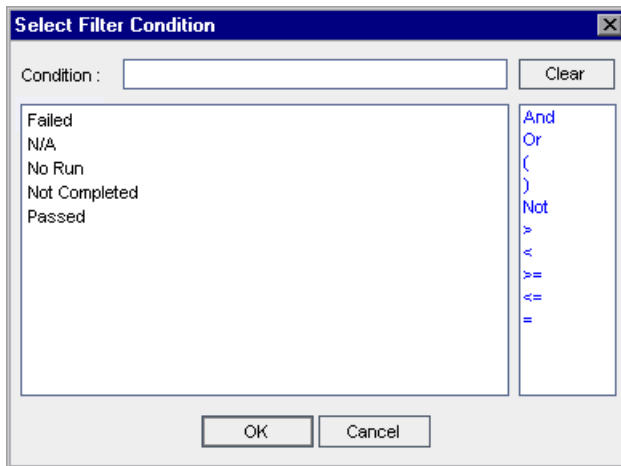 Select Filter Condition
Condition :
Clear
Failed
N/A
No Run
Not Completed
Passed
And
Or
(
)
Not
>
<
>=
<=
=
OK
Cancel